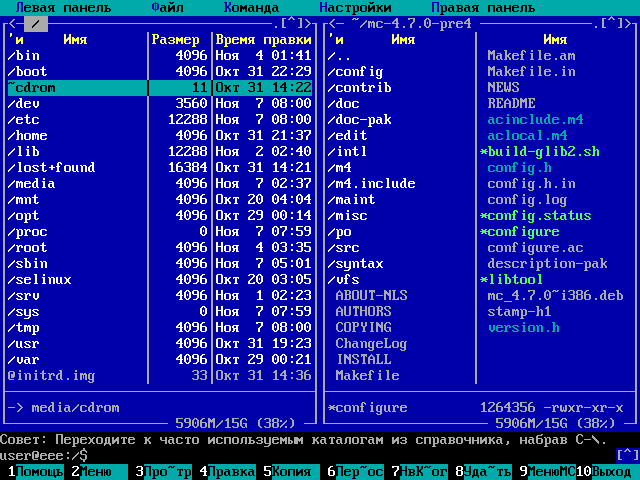 Левая панель Файл Команда Настройки Правая панель
<─ / .[^]>
'и Имя Размер Время правки
/bin 4096 Ноя 4 01:41
/boot 4096 Окт 31 22:29
~cdrom 11 Окт 31 14:22
/dev 3560 Ноя 7 08:00
/etc 12288 Ноя 7 08:00
/home 4096 Окт 31 21:37
/lib 12288 Ноя 2 02:40
/lost+found 16384 Окт 31 14:21
/media 4096 Ноя 7 02:37
/mnt 4096 Окт 20 04:04
/opt 4096 Окт 29 00:14
/proc 0 Ноя 7 07:59
/root 4096 Ноя 4 03:35
/sbin 4096 Ноя 7 05:01
/selinux 4096 Окт 20 03:05
/srv 4096 Ноя 1 02:23
/sys 0 Ноя 7 07:59
/tmp 4096 Ноя 7 08:00
/usr 4096 Окт 31 19:23
/var 4096 Окт 29 00:21
@initrd.img 33 Окт 31 14:36
-> media/cdrom
5906M/15G (38%)
<─ ~/mc-4.7.0-pre4 .[^]>
'и Имя Имя
/.. Makefile.am
/config Makefile.in
/contrib NEWS
/doc README
/doc-pak acinclude.m4
/edit aclocal.m4
/intl *build-glib2.sh
/m4 config.h
/m4.include config.h.in
/maint config.log
/misc *config.status
/po *configure
/src configure.ac
/syntax description-pak
/vfs *libtool
ABOUT-NLS mc_4.7.0~i386.deb
AUTHORS stamp-h1
COPYING version.h
ChangeLog
INSTALL
Makefile
*configure 1264356 -rwxr-xr-x
5906M/15G (38%)
Совет: Переходите к часто используемым каталогам из справочника, набрав C-\.
user@eee:/$ [^]
1Помощь 2Меню 3Про~тр 4Правка 5Копия 6Пер~ос 7НвК~ог 8Уда~ть 9МенюMC 10Выход